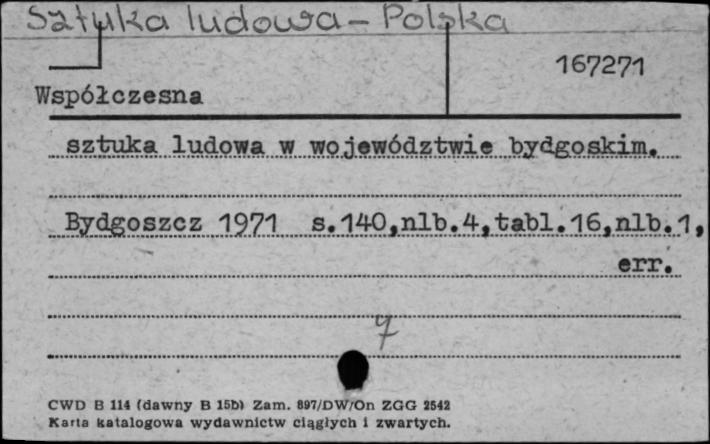 Sztuka ludowa - Polska
167271
Współczesna
sztuka ludowa w województwie bydgoskim.
Bydgoszcz 1971 s.140,nlb.4,tabl.16,nlb.1,
err.
CWD B 114 (dawny B 15b) Zam. 897/DW/On ZGG 2542
Karta katalogowa wydawnictw ciągłych i zwartych.